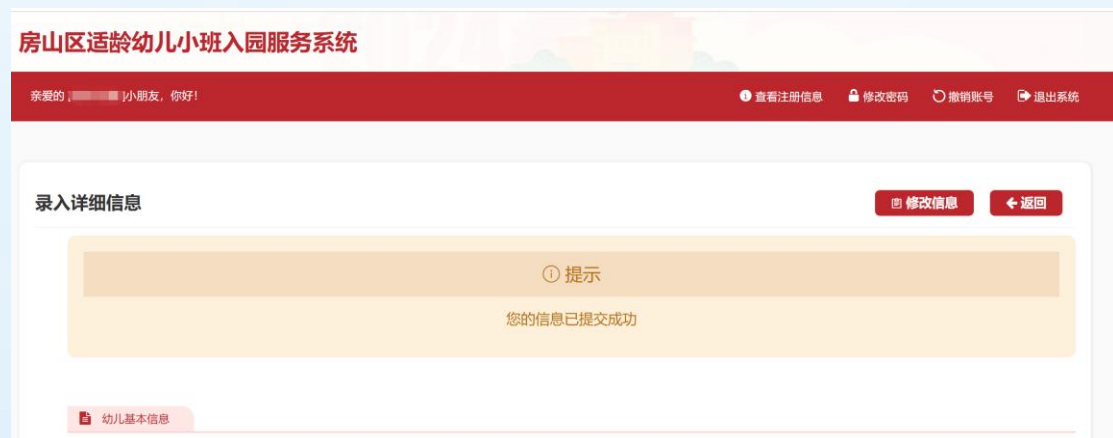 房山区适龄幼儿小班入园服务系统
亲爱的 小朋友，你好！
查看注册信息 修改密码 撤销账号 退出系统
录入详细信息
修改信息 返回
提示
您的信息已提交成功
幼儿基本信息